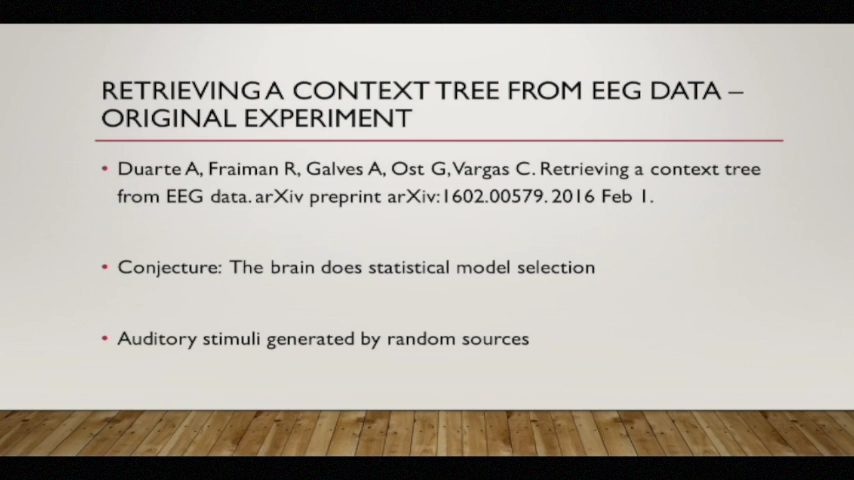 RETRIEVING A CONTEXT TREE FROM EEG DATA –
ORIGINAL EXPERIMENT
• Duarte A, Fraiman R, Galves A, Ost G, Vargas C. Retrieving a context tree
from EEG data. arXiv preprint arXiv:1602.00579. 2016 Feb 1.
• Conjecture: The brain does statistical model selection
• Auditory stimuli generated by random sources